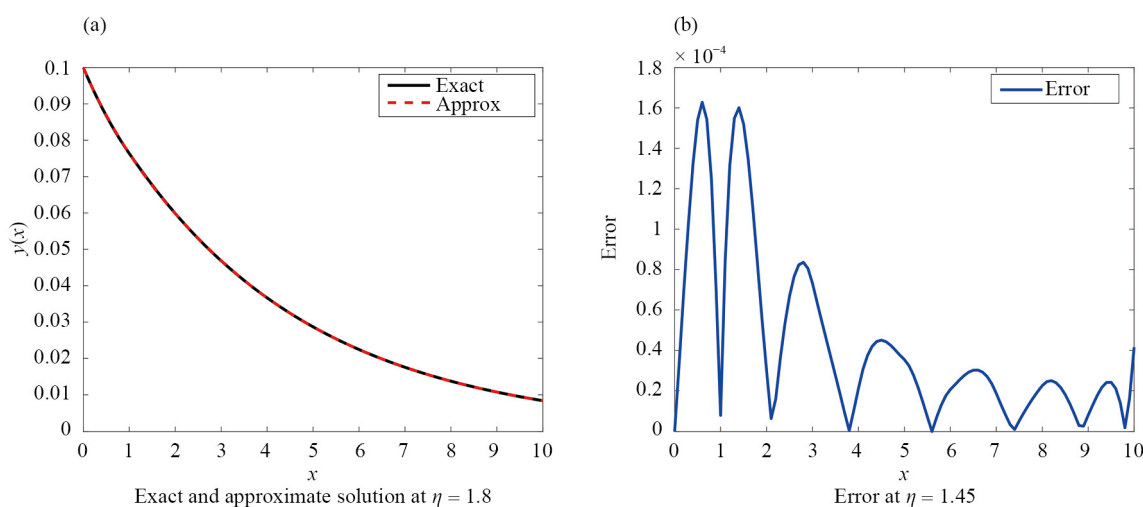 (a)
0.1
0.09
0.08
0.07
0.06
0.05
0.04
0.03
0.02
0.01
0
y(x)
Exact
Approx
0 1 2 3 4 5 6 7 8 9 10
x
Exact and approximate solution at η = 1.8
(b)
× 10⁻⁴
1.8
1.6
1.4
1.2
1
0.8
0.6
0.4
0.2
0
Error
Error
0 1 2 3 4 5 6 7 8 9 10
x
Error at η = 1.45